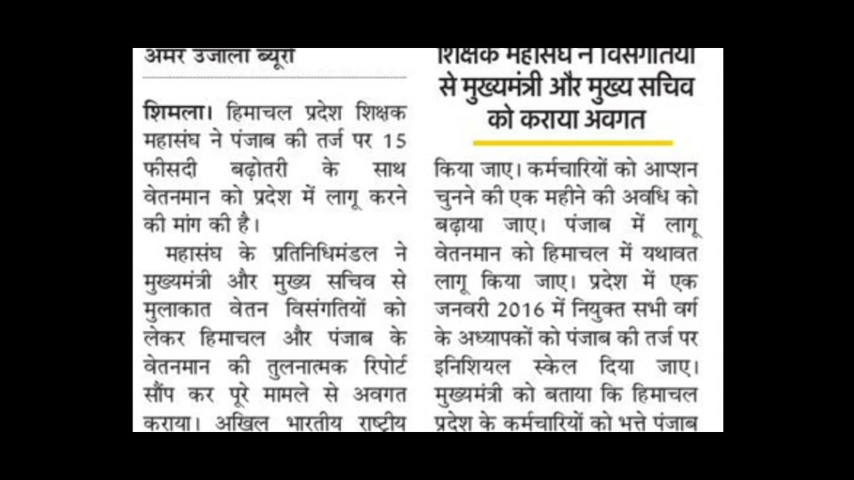 अमर उजाला ब्यूरो
शिमला। हिमाचल प्रदेश शिक्षक
महासंघ ने पंजाब की तर्ज पर 15
फीसदी बढ़ोतरी के साथ
वेतनमान को प्रदेश में लागू करने
की मांग की है।
महासंघ के प्रतिनिधिमंडल ने
मुख्यमंत्री और मुख्य सचिव से
मुलाकात वेतन विसंगतियों को
लेकर हिमाचल और पंजाब के
वेतनमान की तुलनात्मक रिपोर्ट
सौंप कर पूरे मामले से अवगत
कराया। अखिल भारतीय राष्ट्रीय
शिक्षक महासंघ ने विसंगतियों
से मुख्यमंत्री और मुख्य सचिव
को कराया अवगत
किया जाए। कर्मचारियों को आप्शन
चुनने की एक महीने की अवधि को
बढ़ाया जाए। पंजाब में लागू
वेतनमान को हिमाचल में यथावत
लागू किया जाए। प्रदेश में एक
जनवरी 2016 में नियुक्त सभी वर्ग
के अध्यापकों को पंजाब की तर्ज पर
इनिशियल स्केल दिया जाए।
मुख्यमंत्री को बताया कि हिमाचल
प्रदेश के कर्मचारियों को भत्ते पंजाब